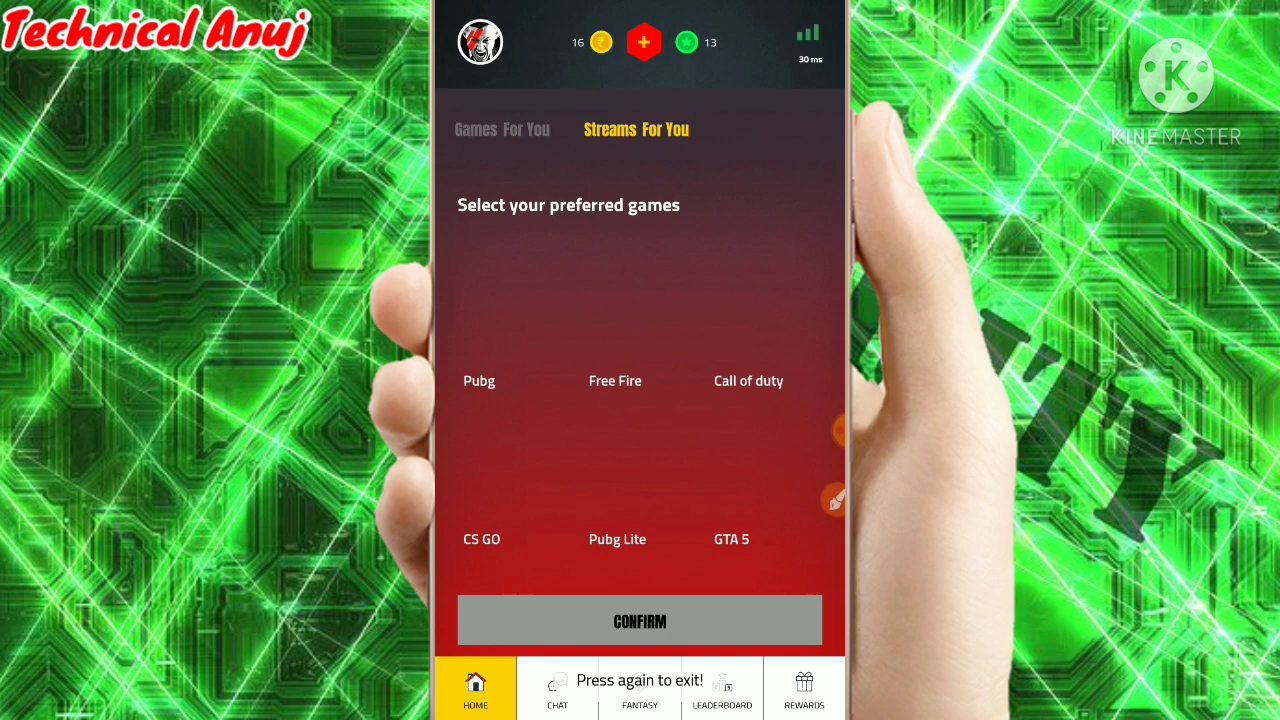 Technical Anuj
16
13
30 ms
K
KINEMASTER
Games For You
Streams For You
Select your preferred games
Pubg
Free Fire
Call of duty
CS GO
Pubg Lite
GTA 5
CONFIRM
Press again to exit!
HOME
CHAT
FANTASY
LEADERBOARD
REWARDS